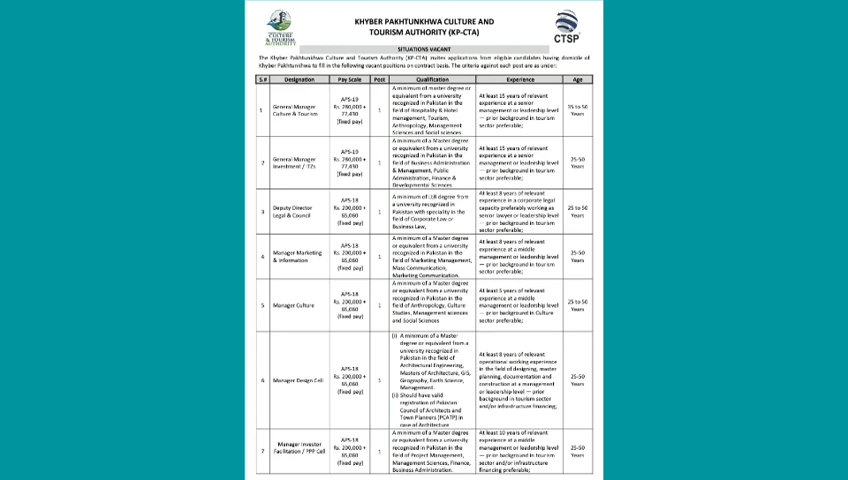 KHYBER PAKHTUNKHWA CULTURE AND
TOURISM AUTHORITY (KP-CTA)
CULTURE
& TOURISM
AUTHORITY
CTSP
SITUATIONS VACANT
The Khyber Pakhtunkhwa Culture and Tourism Authority (KP-CTA) invites applications from eligible candidates having domicile of
Khyber Pakhtunkhwa to fill in the following vacant positions on contract basis. The criteria against each post are as under:
S.# Designation Pay Scale Post Qualification Experience Age
1
General Manager
Culture & Tourism
APS-19
Rs. 280,000 +
77,430
(fixed pay)
1
A minimum of master degree or
equivalent from a university
recognized in Pakistan in the
field of Hospitality & Hotel
management, Tourism,
Anthropology, Management
Sciences and Social sciences
At least 15 years of relevant
experience at a senior
management or leadership level
— prior background in tourism
sector preferable;
35 to 50
Years
2
General Manager
Investment / ITZs
APS-19
Rs. 280,000 +
77,430
(fixed pay)
1
A minimum of a Master degree
or equivalent from a university
recognized in Pakistan in the
field of Business Administration
& Management, Public
Administration, Finance &
Developmental Sciences
At least 15 years of relevant
experience at a senior
management or leadership level
— prior background in tourism
sector preferable;
25-50
Years
3
Deputy Director
Legal & Council
APS-18
Rs. 200,000 +
65,060
(fixed pay)
1
A minimum of LLB degree from
a university recognized in
Pakistan with speciality in the
field of Corporate Law or
Business Law,
At least 8 years of relevant
experience in a corporate legal
capacity preferably working as
senior lawyer or leadership level
— prior background in tourism
sector preferable;
25 to 50
Years
4
Manager Marketing
& Information
APS-18
Rs. 200,000 +
65,060
(fixed pay)
1
A minimum of a Master degree
or equivalent from a university
recognized in Pakistan in the
field of Marketing Management,
Mass Communication,
Marketing Communication.
At least 8 years of relevant
experience at a middle
management or leadership level
— prior background in tourism
sector preferable;
25-50
Years
5
Manager Culture
APS-18
Rs. 200,000 +
65,060
(fixed pay)
1
A minimum of a Master degree
or equivalent from a university
recognized in Pakistan in the
field of Anthropology, Culture
Studies, Management sciences
and Social Sciences
At least 5 years of relevant
experience at a middle
management or leadership level
— prior background in Culture
sector preferable;
25 to 50
Years
6
Manager Design Cell
APS-18
Rs. 200,000 +
65,060
(fixed pay)
1
(i) A minimum of a Master
degree or equivalent from a
university recognized in
Pakistan in the field of
Architectural Engineering,
Masters of Architecture, GIS,
Geography, Earth Science,
Management.
(ii) Should have valid
registration of Pakistan
Council of Architects and
Town Planners (PCATP) in
case of Architecture
At least 8 years of relevant
operational working experience
in the field of designing, master
planning, documentation and
construction at a management
or leadership level — prior
background in tourism sector
and/or infrastructure financing;
25-50
Years
7
Manager Investor
Facilitation / PPP Cell
APS-18
Rs. 200,000 +
65,060
(fixed pay)
1
A minimum of a Master degree
or equivalent from a university
recognized in Pakistan in the
field of Project Management,
Management Sciences, Finance,
Business Administration.
At least 10 years of relevant
experience at a middle
management or leadership level
— prior background in tourism
sector and/or infrastructure
financing preferable;
25-50
Years